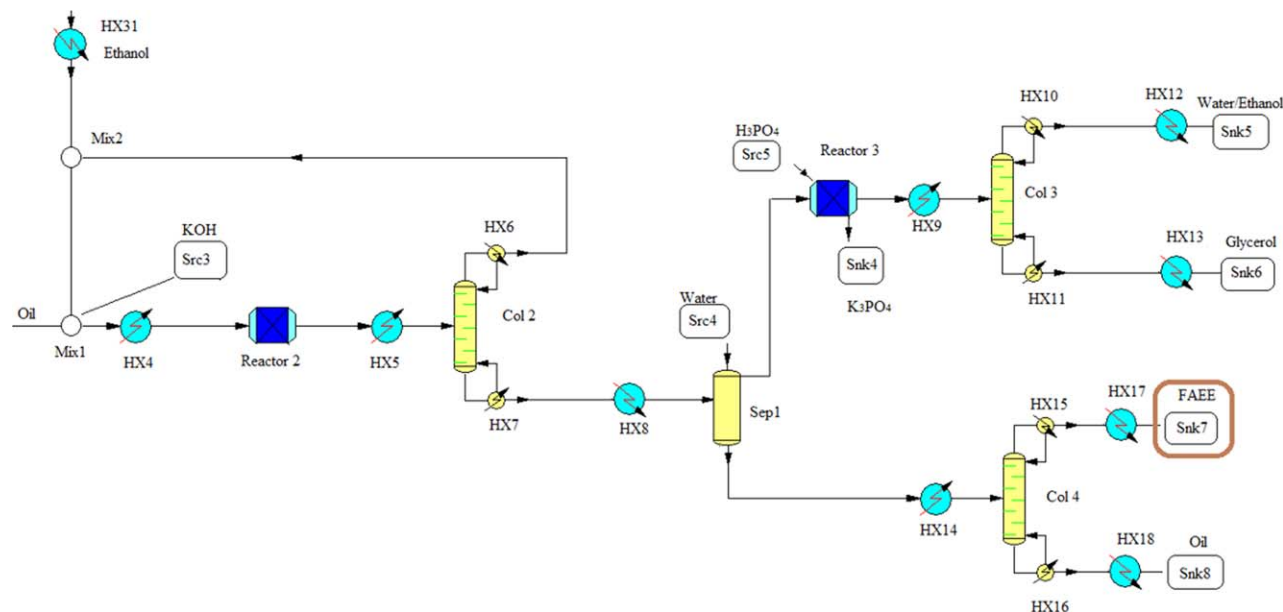 HX31
Ethanol
Mix2
KOH
Src3
Oil
Mix1
HX4
Reactor 2
HX5
HX6
Col 2
HX7
HX8
Water
Src4
Sep1
H₃PO₄
Src5
Reactor 3
Snk4
K₃PO₄
HX9
HX10
Col 3
HX11
HX12
Water/Ethanol
Snk5
HX13
Glycerol
Snk6
HX14
HX15
Col 4
HX16
HX17
FAEE
Snk7
HX18
Oil
Snk8